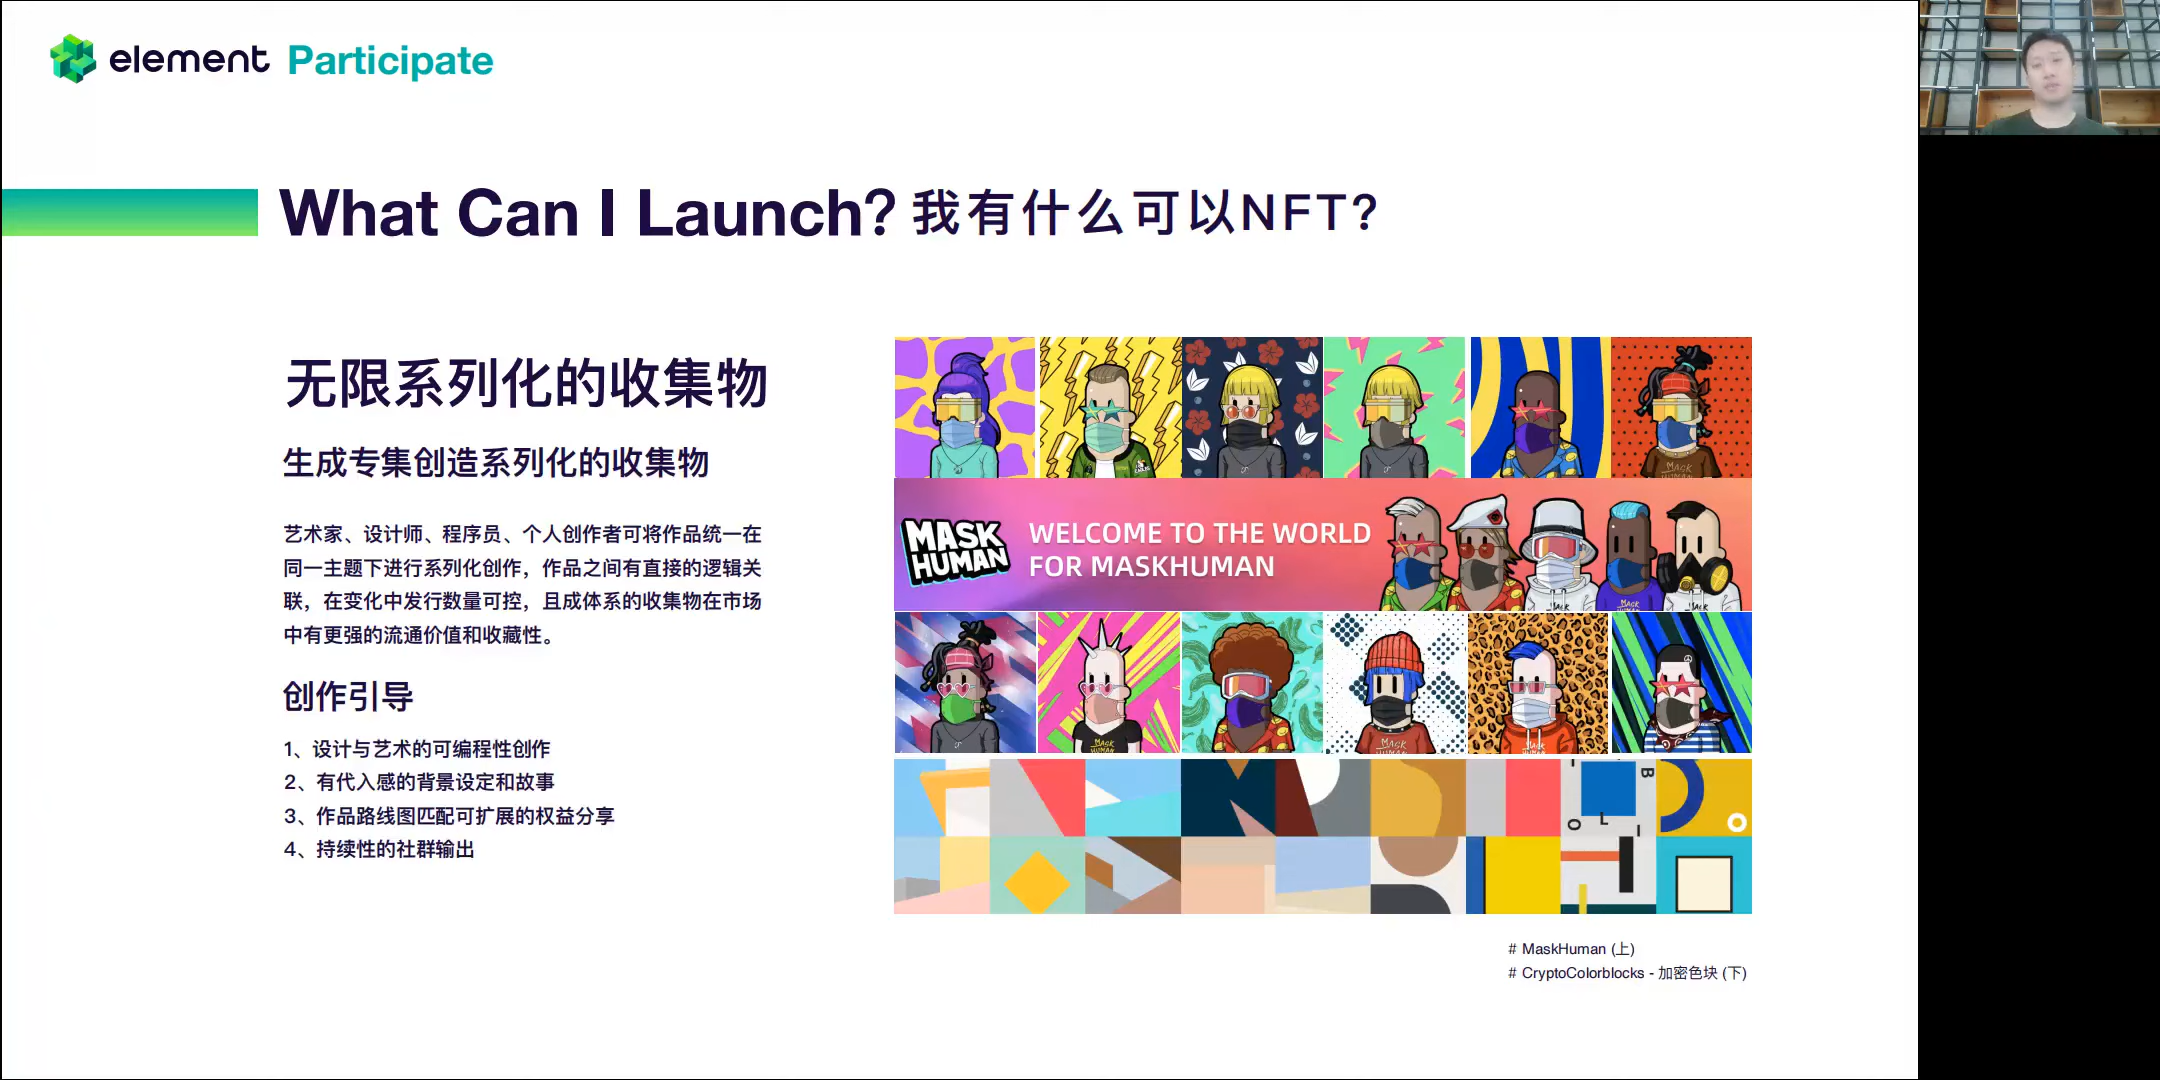 element Participate
What Can I Launch? 我有什么可以NFT?
无限系列化的收集物
生成专集创造系列化的收集物
艺术家、设计师、程序员、个人创作者可将作品统一在
同一主题下进行系列化创作，作品之间有直接的逻辑关
联，在变化中发行数量可控，且成体系的收集物在市场
中有更强的流通价值和收藏性。
创作引导
1、设计与艺术的可编程性创作
2、有代入感的背景设定和故事
3、作品路线图匹配可扩展的权益分享
4、持续性的社群输出
MASK
HUMAN
WELCOME TO THE WORLD
FOR MASKHUMAN
# MaskHuman (上)
# CryptoColorblocks - 加密色块 (下)